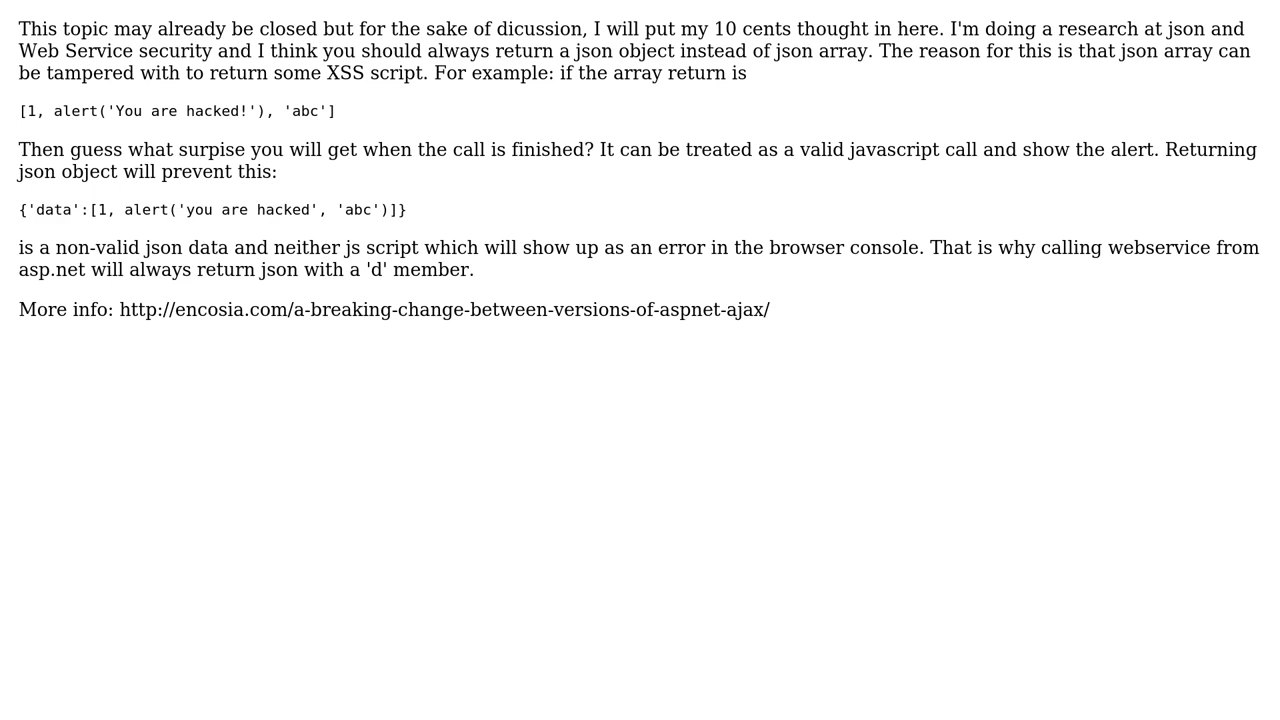 This topic may already be closed but for the sake of dicussion, I will put my 10 cents thought in here. I'm doing a research at json and
Web Service security and I think you should always return a json object instead of json array. The reason for this is that json array can
be tampered with to return some XSS script. For example: if the array return is
[1, alert('You are hacked!'), 'abc']
Then guess what surpise you will get when the call is finished? It can be treated as a valid javascript call and show the alert. Returning
json object will prevent this:
{'data':[1, alert('you are hacked', 'abc')]}
is a non-valid json data and neither js script which will show up as an error in the browser console. That is why calling webservice from
asp.net will always return json with a 'd' member.
More info: http://encosia.com/a-breaking-change-between-versions-of-aspnet-ajax/